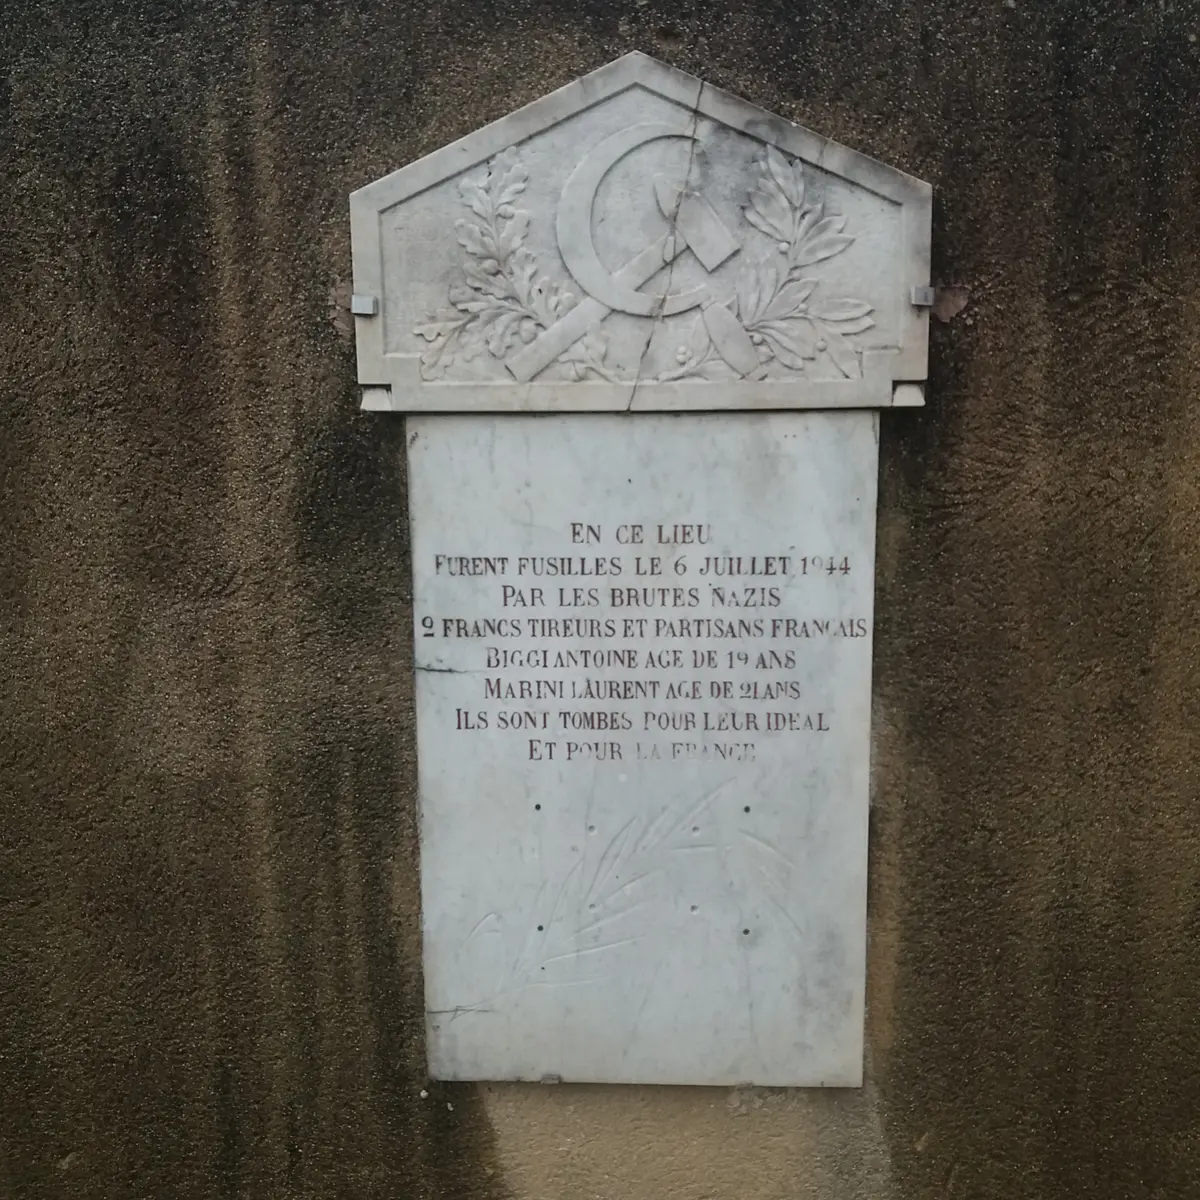 EN CE LIEU
FURENT FUSILLES LE 6 JUILLET 1944
PAR LES BRUTES NAZIS
2 FRANCS TIREURS ET PARTISANS FRANCAIS
BIGGI ANTOINE AGE DE 19 ANS
MARINI LAURENT AGE DE 21 ANS
ILS SONT TOMBES POUR LEUR IDEAL
ET POUR LA FRANCE